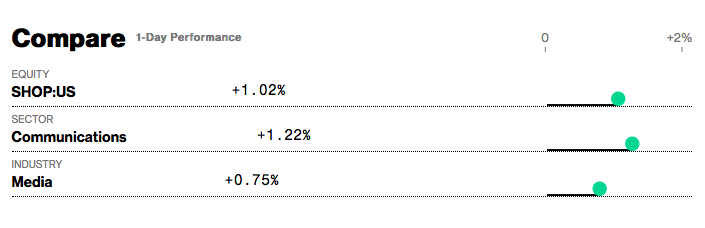 Compare 1-Day Performance 0 +2%
EQUITY
SHOP:US +1.02%
SECTOR
Communications +1.22%
INDUSTRY
Media +0.75%